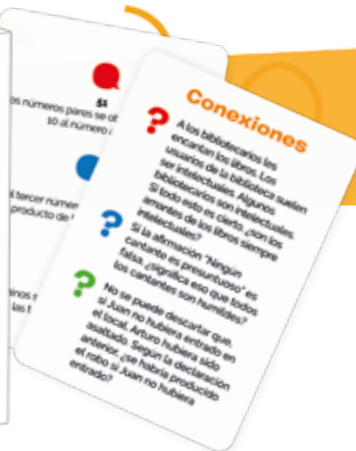 51
os números pares se ob
10 al número
l tercer númer
producto de
inos
las
Conexiones
?
A los bibliotecarios les
encantan los libros. Los
usuarios de la biblioteca suelen
ser intelectuales. Algunos
bibliotecarios son intelectuales.
Si todo esto es cierto, ¿son los
amantes de los libros siempre
intelectuales?
?
Si la afirmación "Ningún
cantante es presuntuoso" es
falsa, ¿significa eso que todos
los cantantes son humildes?
?
No se puede descartar que,
si Juan no hubiera entrado en
el local, Arturo hubiera sido
asaltado. Según la declaración
anterior, ¿se habría producido
el robo si Juan no hubiera
entrado?